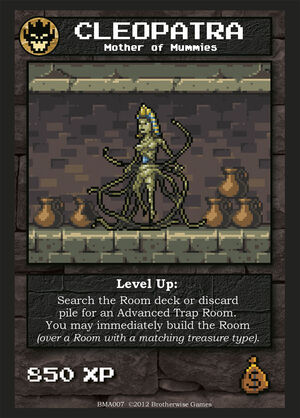 CLEOPATRA
Mother of Mummies
Level Up:
Search the Room deck or discard
pile for an Advanced Trap Room.
You may immediately build the Room
(over a Room with a matching treasure type).
850 XP
BMA007 ©2012 Brotherwise Games